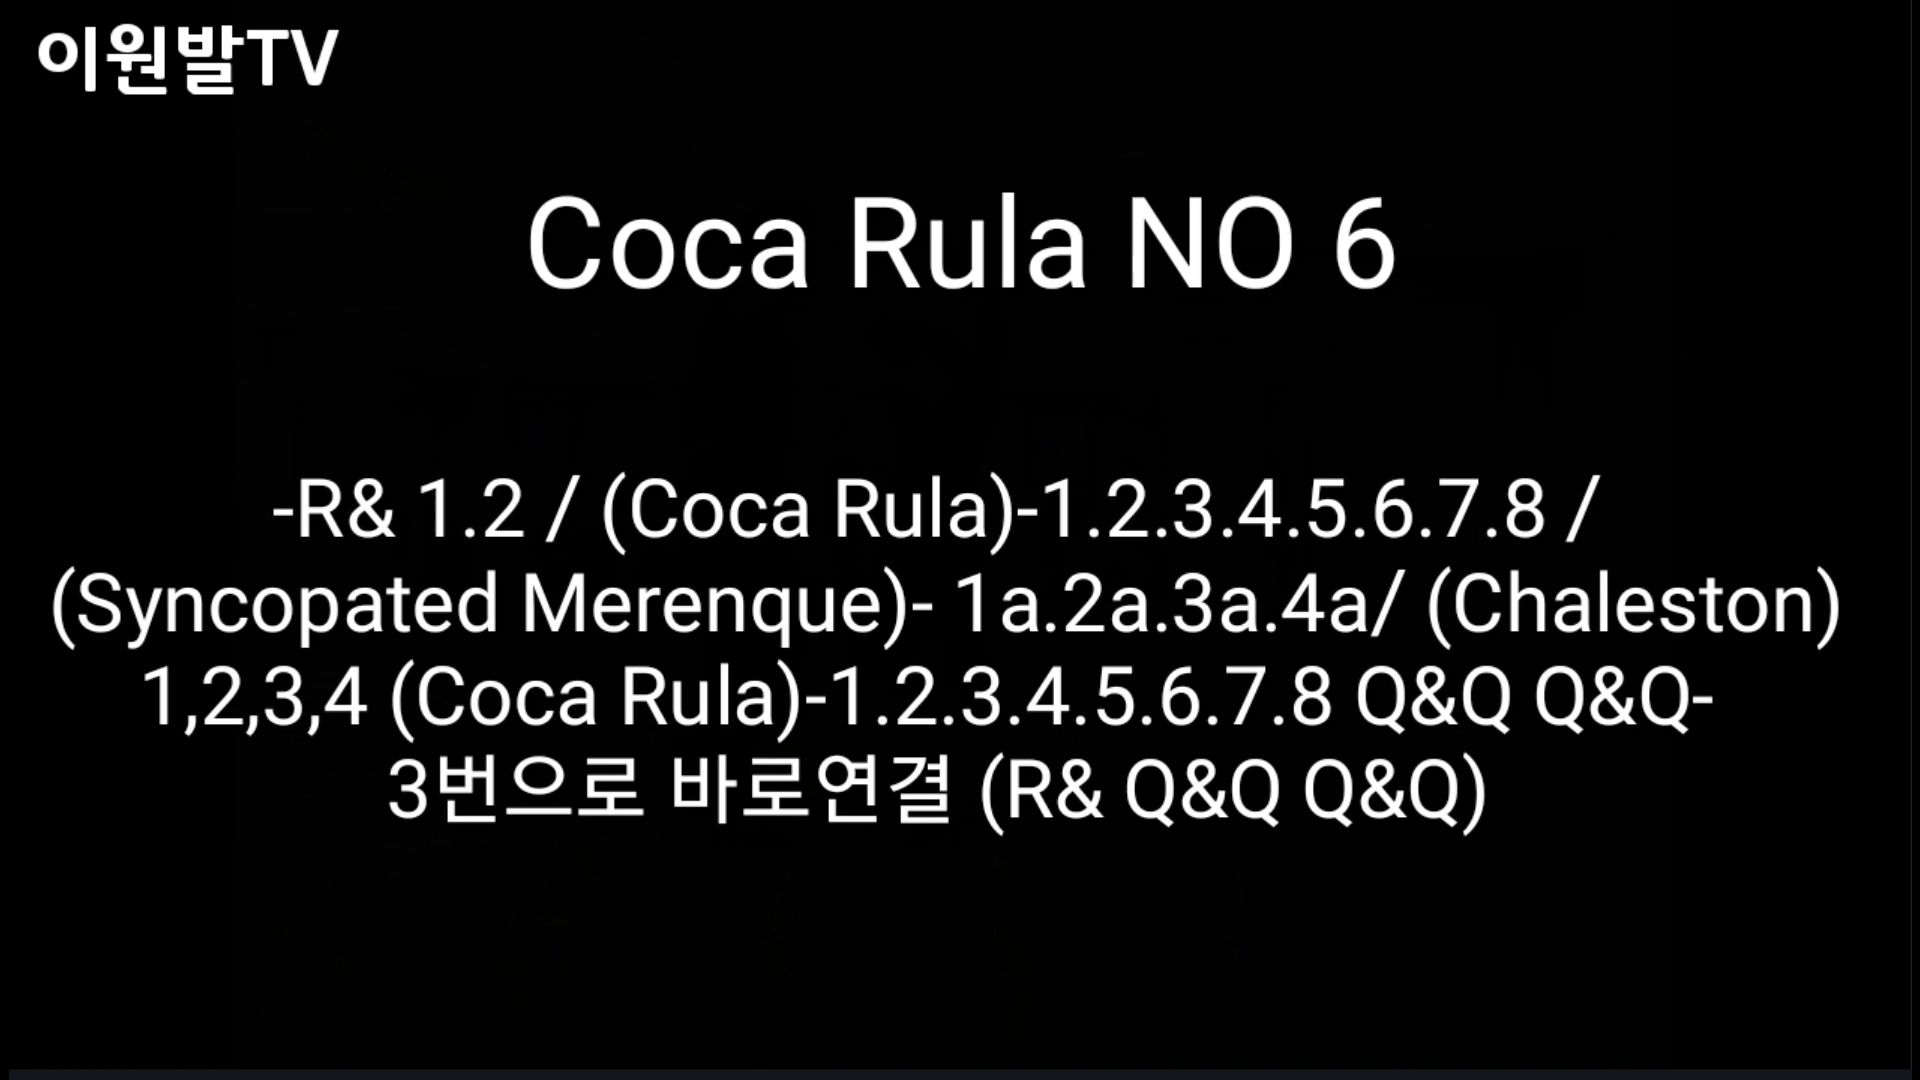 이원발TV
Coca Rula NO 6
-R& 1.2 / (Coca Rula)-1.2.3.4.5.6.7.8 /
(Syncopated Merenque)- 1a.2a.3a.4a/ (Chaleston)
1,2,3,4 (Coca Rula)-1.2.3.4.5.6.7.8 Q&Q Q&Q-
3번으로 바로연결 (R& Q&Q Q&Q)